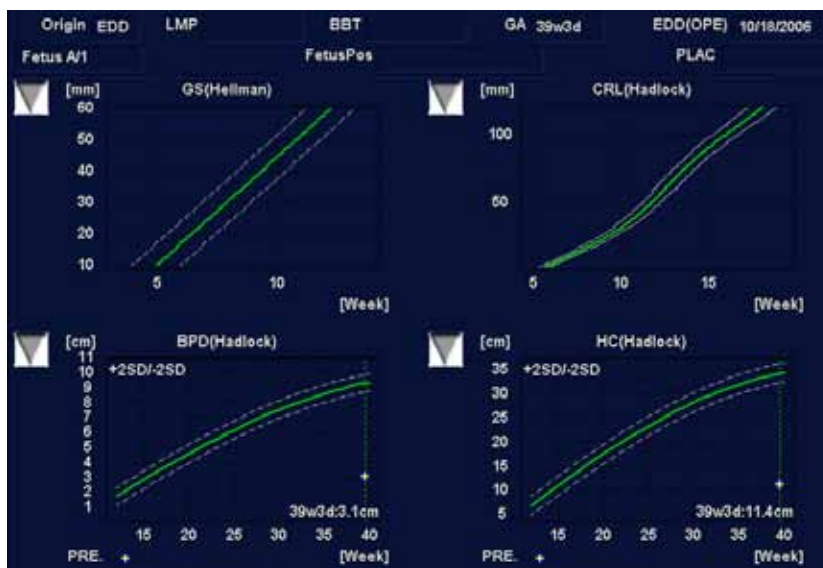 Origin EDD LMP BBT GA 39w3d EDD(OPE) 10/18/2006
Fetus A/1 FetusPos PLAC
[mm] GS(Hellman)
60
50
40
30
20
10
5 10
[Week]
[mm] CRL(Hadlock)
100
50
5 10 15
[Week]
[cm] BPD(Hadlock)
11
10 +2SD/-2SD
9
8
7
6
5
4
3
2
1
39w3d:3.1cm
15 20 25 30 35 40
PRE. + [Week]
[cm] HC(Hadlock)
35 +2SD/-2SD
30
25
20
15
10
5 39w3d:11.4cm
15 20 25 30 35 40
PRE. + [Week]